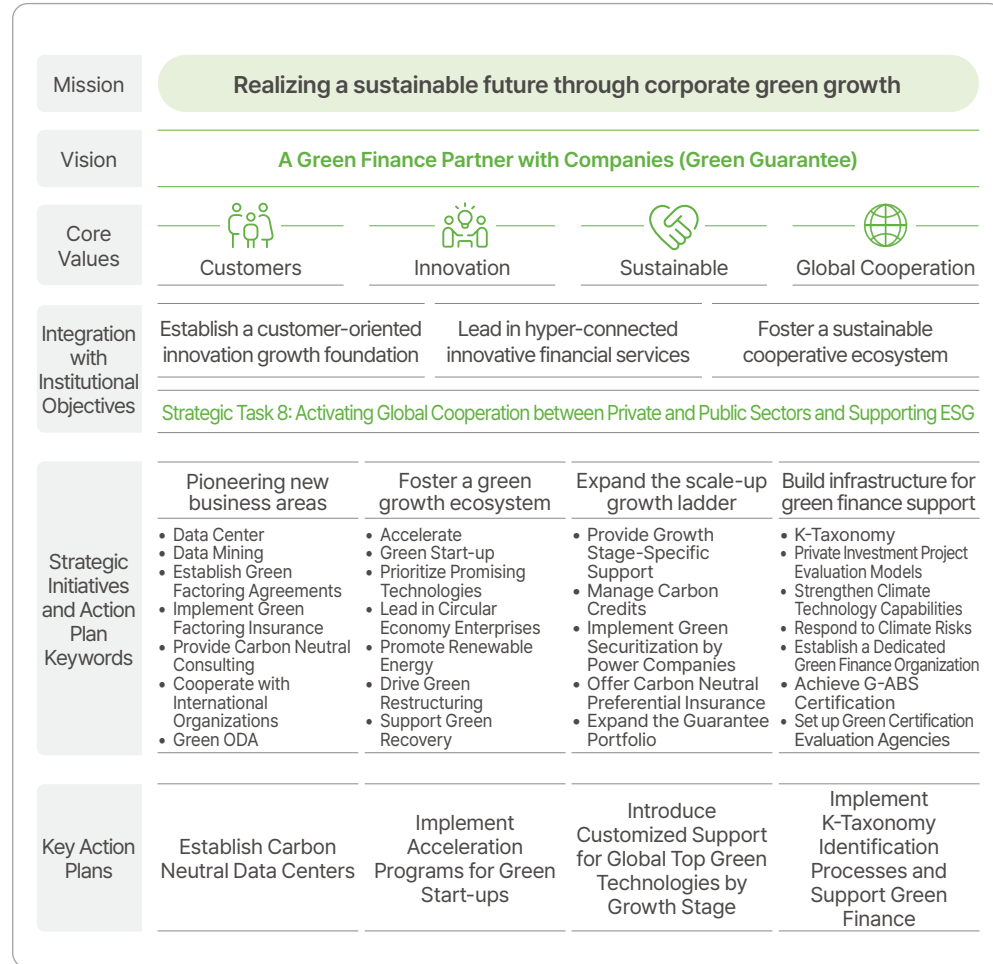 Mission
Realizing a sustainable future through corporate green growth
Vision
A Green Finance Partner with Companies (Green Guarantee)
Core
Values
Customers
Innovation
Sustainable
Global Cooperation
Integration
with
Institutional
Objectives
Establish a customer-oriented
innovation growth foundation
Lead in hyper-connected
innovative financial services
Foster a sustainable
cooperative ecosystem
Strategic Task 8: Activating Global Cooperation between Private and Public Sectors and Supporting ESG
Strategic
Initiatives
and Action
Plan
Keywords
Pioneering new
business areas
• Data Center
• Data Mining
• Establish Green
Factoring Agreements
• Implement Green
Factoring Insurance
• Provide Carbon Neutral
Consulting
• Cooperate with
International
Organizations
• Green ODA
Foster a green
growth ecosystem
• Accelerate
• Green Start-up
• Prioritize Promising
Technologies
• Lead in Circular
Economy Enterprises
• Promote Renewable
Energy
• Drive Green
Restructuring
• Support Green
Recovery
Expand the scale-up
growth ladder
• Provide Growth
Stage-Specific
Support
• Manage Carbon
Credits
• Implement Green
Securitization by
Power Companies
• Offer Carbon Neutral
Preferential Insurance
• Expand the Guarantee
Portfolio
Build infrastructure for
green finance support
• K-Taxonomy
• Private Investment Project
Evaluation Models
• Strengthen Climate
Technology Capabilities
• Respond to Climate Risks
• Establish a Dedicated
Green Finance Organization
• Achieve G-ABS
Certification
• Set up Green Certification
Evaluation Agencies
Key Action
Plans
Establish Carbon
Neutral Data Centers
Implement
Acceleration
Programs for Green
Start-ups
Introduce
Customized Support
for Global Top Green
Technologies by
Growth Stage
Implement
K-Taxonomy
Identification
Processes and
Support Green
Finance